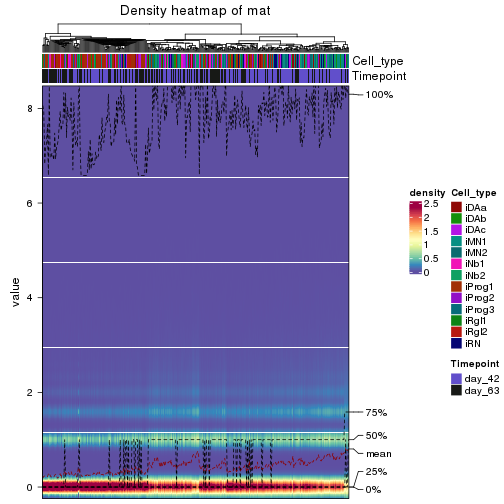 Density heatmap of mat
Cell_type
Timepoint
100%
75%
50%
mean
25%
0%
value
8
6
4
2
0
density
2.5
2
1.5
1
0.5
0
Cell_type
iDAa
iDAb
iDAc
iMN1
iMN2
iNb1
iNb2
iProg1
iProg2
iProg3
iRgl1
iRgl2
iRN
Timepoint
day_42
day_63